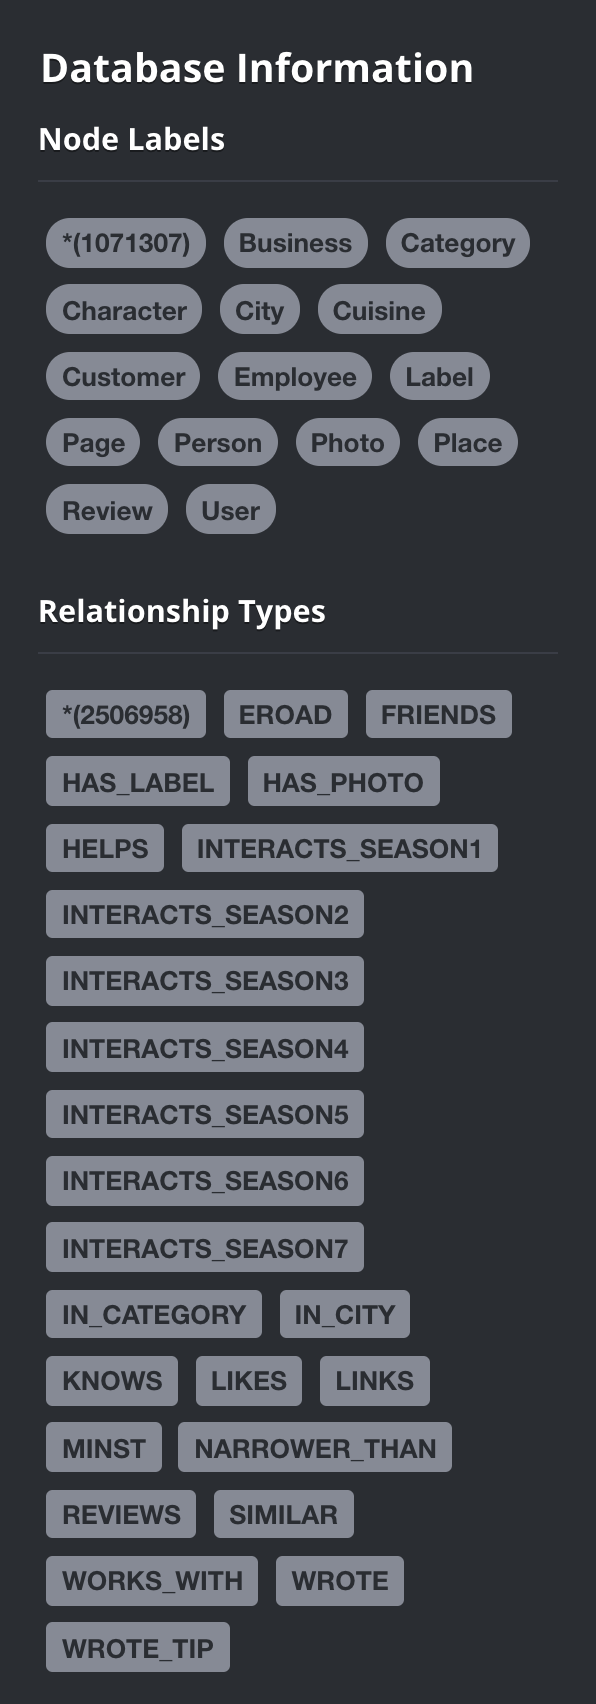 Database Information
Node Labels
*(1071307) Business Category
Character City Cuisine
Customer Employee Label
Page Person Photo Place
Review User
Relationship Types
*(2506958) EROAD FRIENDS
HAS_LABEL HAS_PHOTO
HELPS INTERACTS_SEASON1
INTERACTS_SEASON2
INTERACTS_SEASON3
INTERACTS_SEASON4
INTERACTS_SEASON5
INTERACTS_SEASON6
INTERACTS_SEASON7
IN_CATEGORY IN_CITY
KNOWS LIKES LINKS
MINST NARROWER_THAN
REVIEWS SIMILAR
WORKS_WITH WROTE
WROTE_TIP